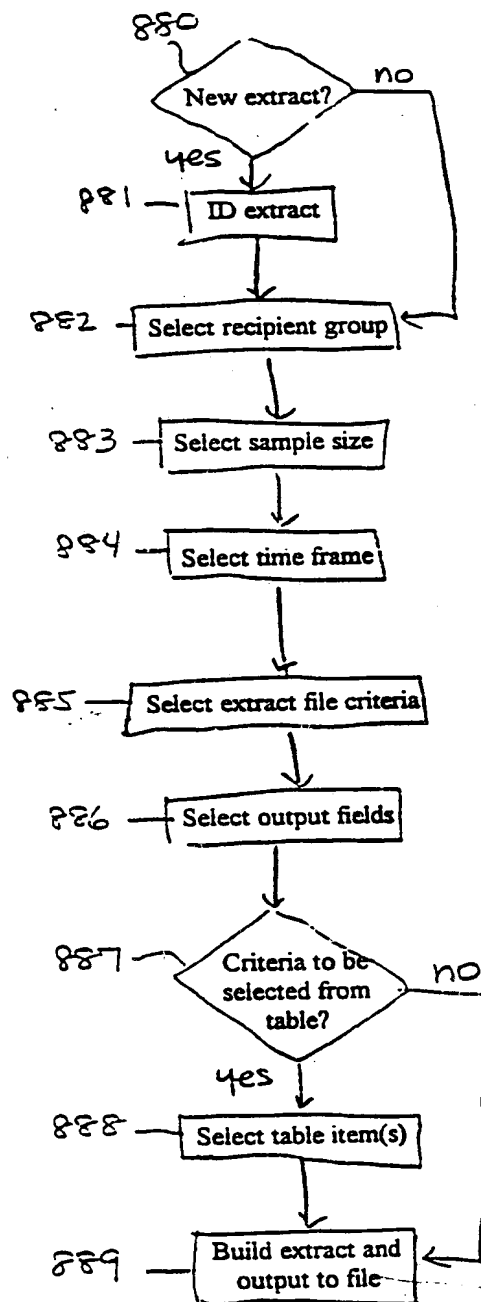 880
New extract?
no
yes
881
ID extract
882
Select recipient group
883
Select sample size
884
Select time frame
885
Select extract file criteria
886
Select output fields
887
Criteria to be
selected from
table?
no
yes
888
Select table item(s)
889
Build extract and
output to file